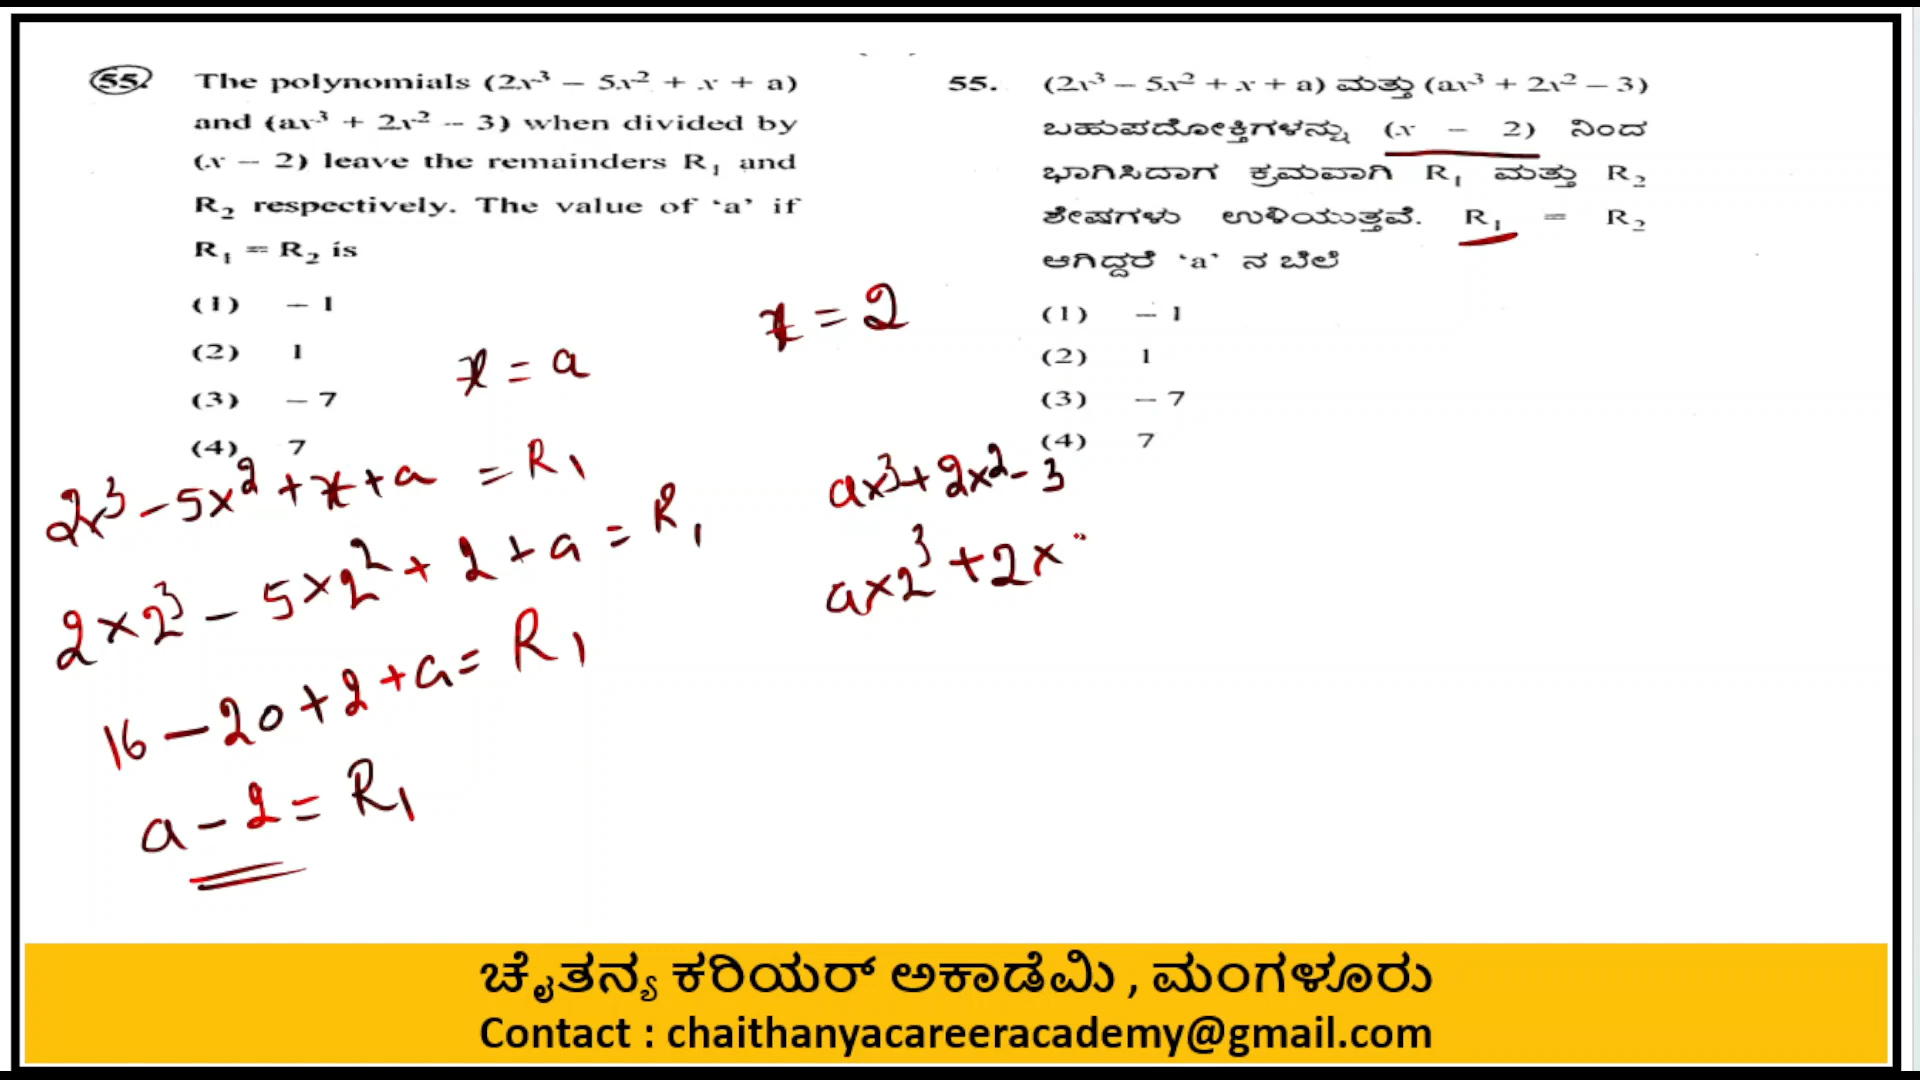 55. The polynomials (2x³ – 5x² + x + a)
and (ax³ + 2x² – 3) when divided by
(x – 2) leave the remainders R₁ and
R₂ respectively. The value of ‘a’ if
R₁ = R₂ is
(1) – 1
(2) 1
(3) – 7
(4) 7
55. (2x³ – 5x² + x + a) ಮತ್ತು (ax³ + 2x² – 3)
ಬಹುಪದೋಕ್ತಿಗಳನ್ನು (x – 2) ನಿಂದ
ಭಾಗಿಸಿದಾಗ ಕ್ರಮವಾಗಿ R₁ ಮತ್ತು R₂
ಶೇಷಗಳು ಉಳಿಯುತ್ತವೆ. R₁ = R₂
ಆಗಿದ್ದರೆ ‘a’ ನ ಬೆಲೆ
(1) – 1
(2) 1
(3) – 7
(4) 7
x = 2
x = a
2x³ – 5x² + x + a = R₁
2 × 2³ – 5 × 2² + 2 + a = R₁
16 – 20 + 2 + a = R₁
a – 2 = R₁
ax³ + 2x² – 3
a × 2³ + 2 ×
ಚೈತನ್ಯ ಕರಿಯರ್ ಅಕಾಡೆಮಿ , ಮಂಗಳೂರು
Contact : chaithanyacareeracademy@gmail.com